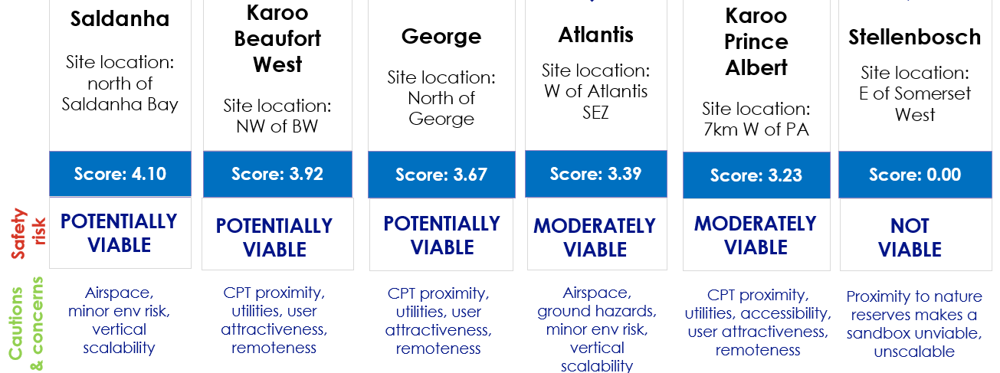 Saldanha
Site location:
north of
Saldanha Bay
Score: 4.10
POTENTIALLY
VIABLE
Airspace,
minor env risk,
vertical
scalability
Karoo
Beaufort
West
Site location:
NW of BW
Score: 3.92
POTENTIALLY
VIABLE
CPT proximity,
utilities, user
attractiveness,
remoteness
George
Site location:
North of
George
Score: 3.67
POTENTIALLY
VIABLE
CPT proximity,
utilities, user
attractiveness,
remoteness
Atlantis
Site location:
W of Atlantis
SEZ
Score: 3.39
MODERATELY
VIABLE
Airspace,
ground hazards,
minor env risk,
vertical
scalability
Karoo
Prince
Albert
Site location:
7km W of PA
Score: 3.23
MODERATELY
VIABLE
CPT proximity,
utilities, accessibility,
user attractiveness,
remoteness
Stellenbosch
Site location:
E of Somerset
West
Score: 0.00
NOT
VIABLE
Proximity to nature
reserves makes a
sandbox unviable,
unscalable
Safety
risk
Cautions
& concerns